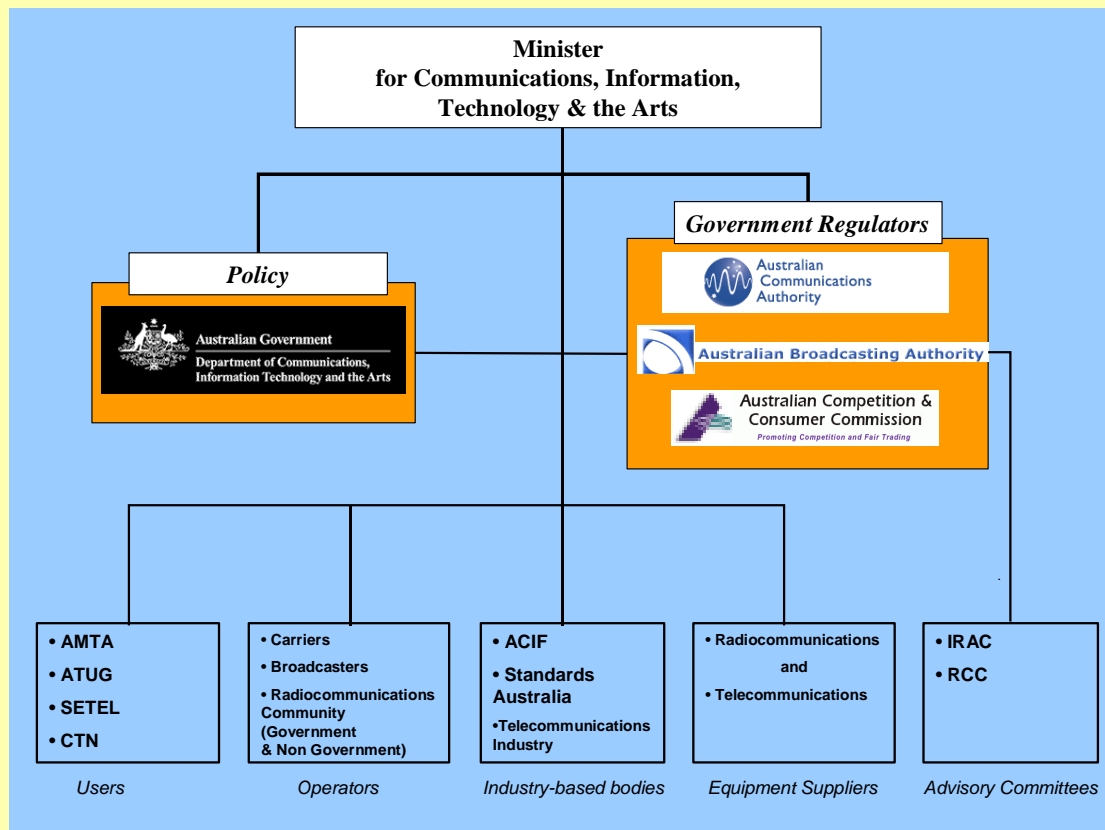 Minister
for Communications, Information,
Technology & the Arts
Policy
Australian Government
Department of Communications,
Information Technology and the Arts
Government Regulators
Australian
Communications
Authority
Australian Broadcasting Authority
Australian Competition &
Consumer Commission
Promoting Competition and Fair Trading
• AMTA
• ATUG
• SETEL
• CTN
Users
• Carriers
• Broadcasters
• Radiocommunications
Community
(Government
& Non Government)
Operators
• ACIF
• Standards
Australia
•Telecommunications
Industry
Industry-based bodies
• Radiocommunications
and
• Telecommunications
Equipment Suppliers
• IRAC
• RCC
Advisory Committees